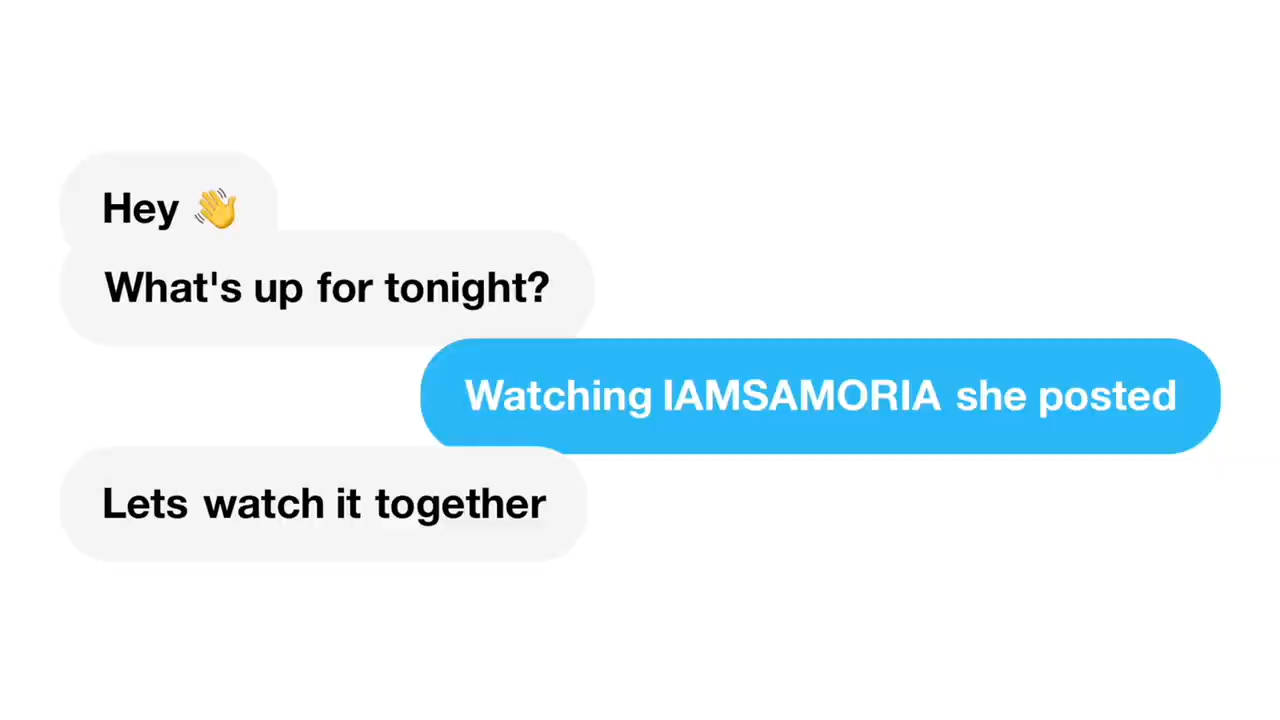 Hey 👋
What's up for tonight?
Watching IAMSAMORIA she posted
Lets watch it together